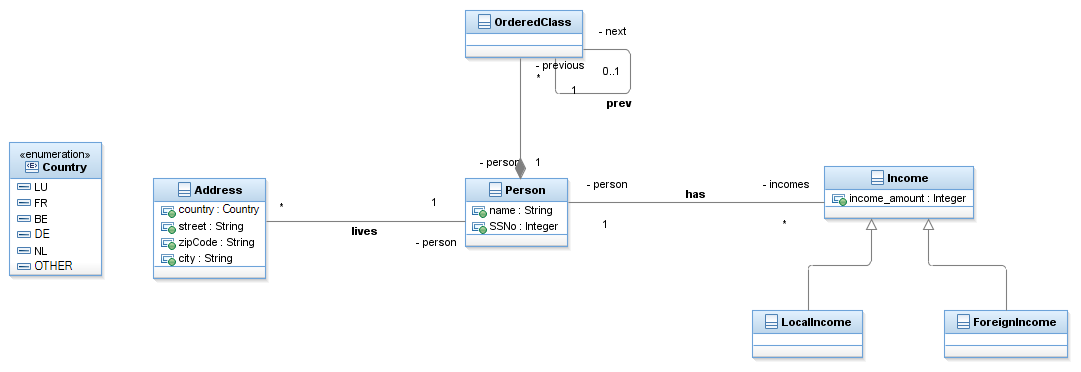 OrderedClass
- next
- previous
0..1
*
1
prev
«enumeration»
<E> Country
LU
FR
BE
DE
NL
OTHER
Address
country : Country
street : String
zipCode : String
city : String
*
1
lives
- person
- person
1
Person
name : String
SSNo : Integer
- person
has
- incomes
1
*
Income
income_amount : Integer
LocalIncome
ForeignIncome